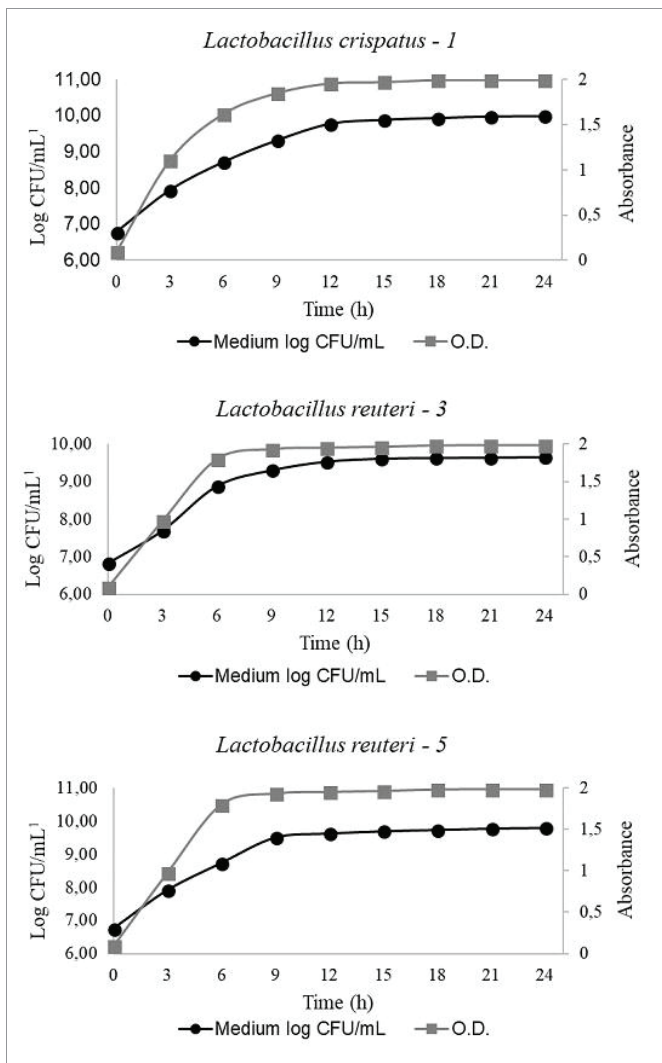 Lactobacillus crispatus - 1
11,00
10,00
9,00
8,00
7,00
6,00
Log CFU/mL¹
2
1,5
1
0,5
0
Absorbance
0 3 6 9 12 15 18 21 24
Time (h)
Medium log CFU/mL O.D.
Lactobacillus reuteri - 3
10,00
9,00
8,00
7,00
6,00
Log CFU/mL¹
2
1,5
1
0,5
0
Absorbance
0 3 6 9 12 15 18 21 24
Time (h)
Medium log CFU/mL O.D.
Lactobacillus reuteri - 5
11,00
10,00
9,00
8,00
7,00
6,00
Log CFU/mL¹
2
1,5
1
0,5
0
Absorbance
0 3 6 9 12 15 18 21 24
Time (h)
Medium log CFU/mL O.D.